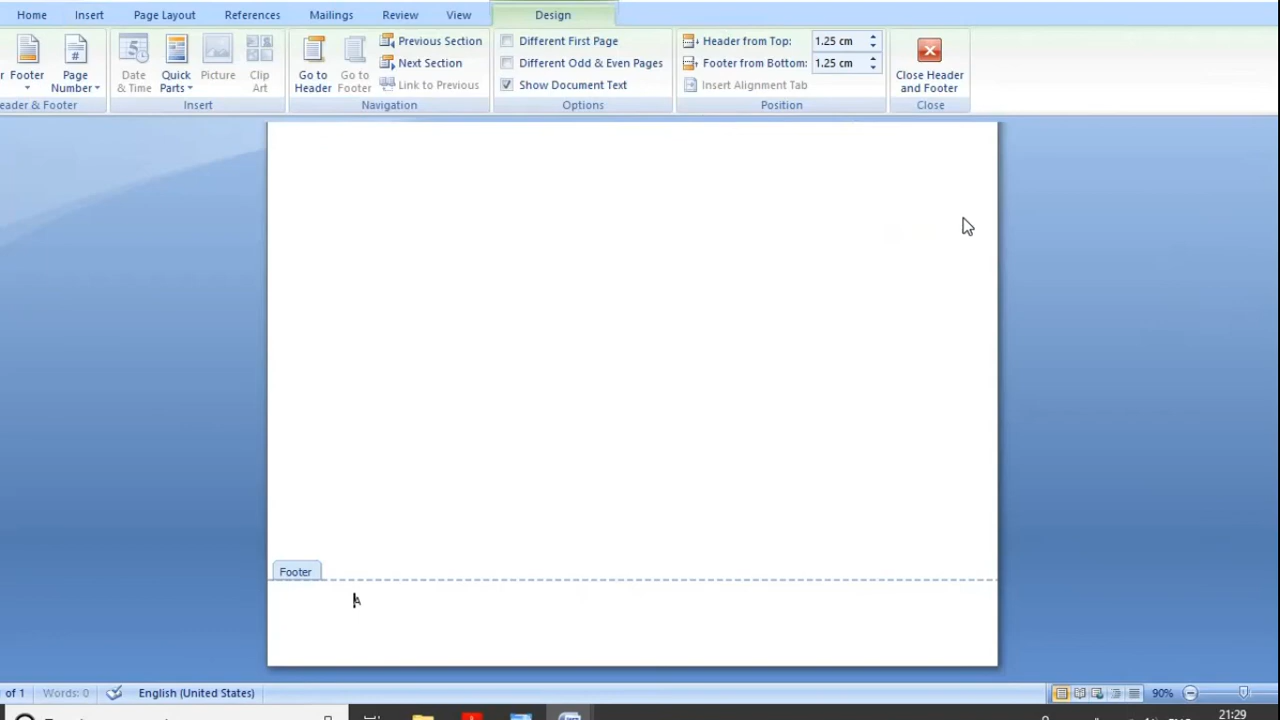 Home Insert Page Layout References Mailings Review View Design
Footer Page Number Date & Time Quick Parts Picture Clip Art Go to Header Go to Footer Previous Section Next Section Link to Previous
Different First Page
Different Odd & Even Pages
Show Document Text
Header from Top: 1.25 cm
Footer from Bottom: 1.25 cm
Insert Alignment Tab
Close Header and Footer
eader & Footer Insert Navigation Options Position Close
Footer
A
of 1 Words: 0 English (United States) 90%
21:29